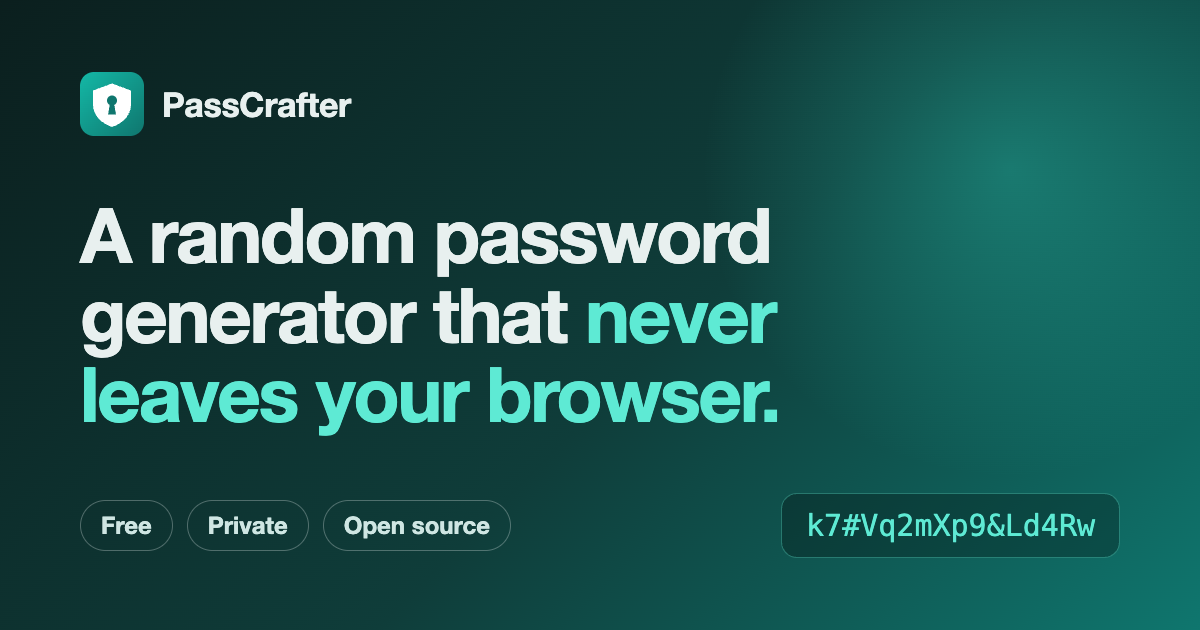 PassCrafter
A random password
generator that never
leaves your browser.
Free
Private
Open source
k7#Vq2mXp9&Ld4Rw